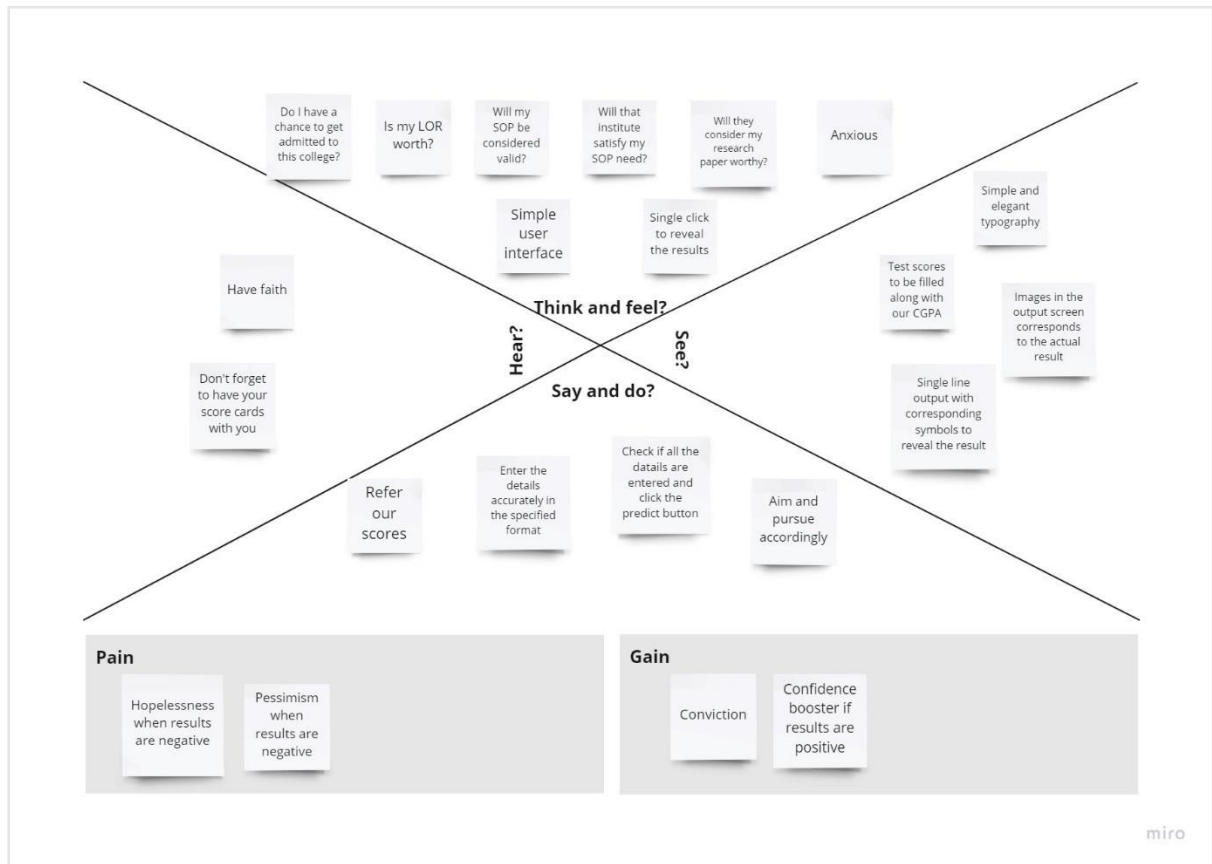 Do I have a
chance to get
admitted to
this college?
Is my LOR
worth?
Will my
SOP be
considered
valid?
Will that
institute
satisfy my
SOP need?
Will they
consider my
research
paper worthy?
Anxious
Simple
user
interface
Single click
to reveal
the results
Think and feel?
Have faith
Don't forget
to have your
score cards
with you
Hear?
See?
Simple and
elegant
typography
Test scores
to be filled
along with
our CGPA
Images in the
output screen
corresponds
to the actual
result
Single line
output with
corresponding
symbols to
reveal the result
Say and do?
Refer
our
scores
Enter the
details
accurately in
the specified
format
Check if all the
datails are
entered and
click the
predict button
Aim and
pursue
accordingly
Pain
Hopelessness
when results
are negative
Pessimism
when
results are
negative
Gain
Conviction
Confidence
booster if
results are
positive
miro